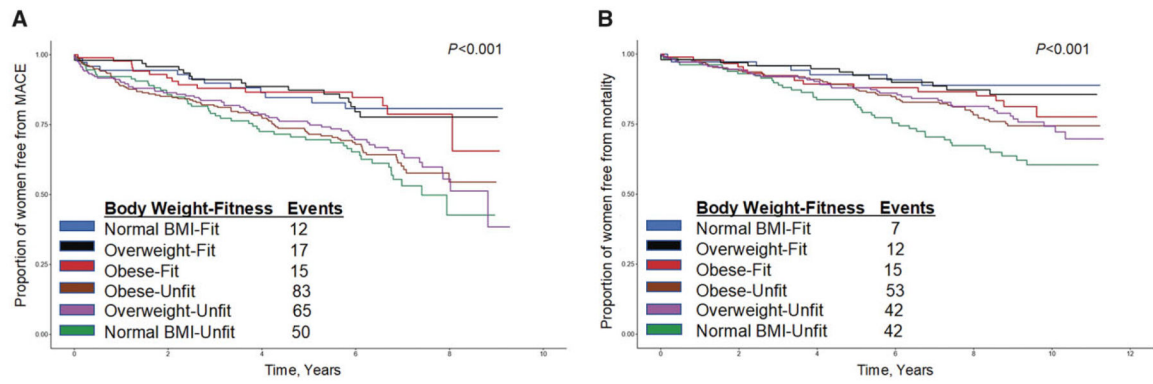 A
P<0.001
Proportion of women free from MACE
1.00
0.75
0.50
0.25
0.00
Body Weight-Fitness Events
Normal BMI-Fit 12
Overweight-Fit 17
Obese-Fit 15
Obese-Unfit 83
Overweight-Unfit 65
Normal BMI-Unfit 50
0 2 4 6 8 10
Time, Years
B
P<0.001
Proportion of women free from mortality
1.00
0.75
0.50
0.25
0.00
Body Weight-Fitness Events
Normal BMI-Fit 7
Overweight-Fit 12
Obese-Fit 15
Obese-Unfit 53
Overweight-Unfit 42
Normal BMI-Unfit 42
0 2 4 6 8 10 12
Time, Years